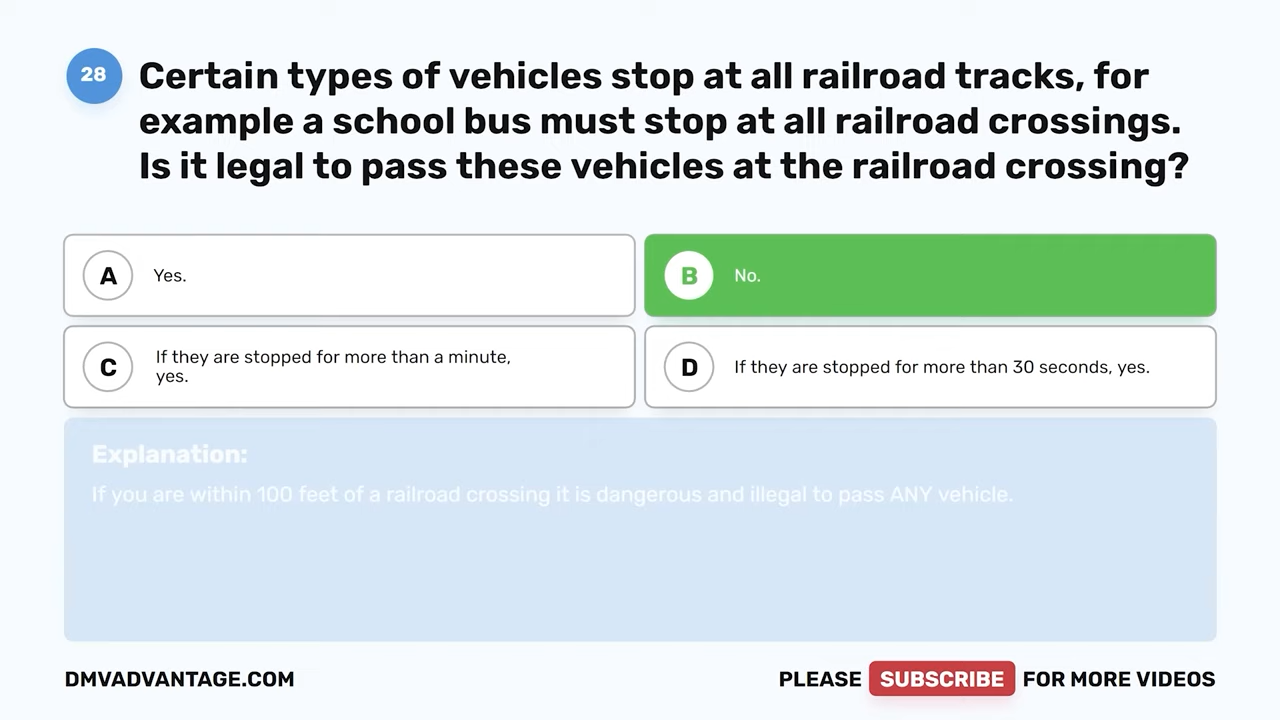 28
Certain types of vehicles stop at all railroad tracks, for
example a school bus must stop at all railroad crossings.
Is it legal to pass these vehicles at the railroad crossing?
A Yes.
B No.
C If they are stopped for more than a minute,
yes.
D If they are stopped for more than 30 seconds, yes.
Explanation:
If you are within 100 feet of a railroad crossing it is dangerous and illegal to pass ANY vehicle.
DMVADVANTAGE.COM
PLEASE SUBSCRIBE FOR MORE VIDEOS